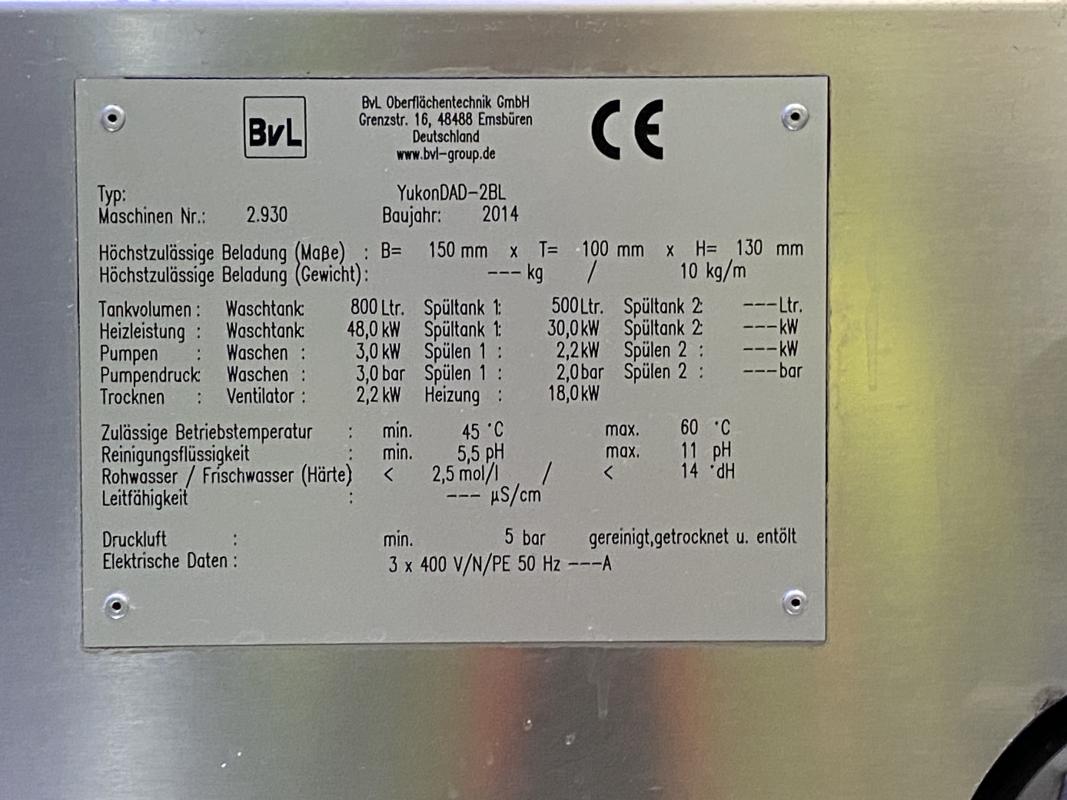 BvL
BvL Oberflächentechnik GmbH
Grenzstr. 16, 48488 Emsbüren
Deutschland
www.bvl-group.de
CE
Typ: YukonDAD-2BL
Maschinen Nr.: 2.930 Baujahr: 2014
Höchstzulässige Beladung (Maße) : B= 150 mm x T= 100 mm x H= 130 mm
Höchstzulässige Beladung (Gewicht): --- kg / 10 kg/m
Tankvolumen : Waschtank: 800 Ltr. Spültank 1: 500 Ltr. Spültank 2: ---Ltr.
Heizleistung : Waschtank: 48,0 kW Spültank 1: 30,0 kW Spültank 2: ---kW
Pumpen : Waschen : 3,0 kW Spülen 1 : 2,2 kW Spülen 2 : ---kW
Pumpendruck: Waschen : 3,0 bar Spülen 1 : 2,0 bar Spülen 2 : ---bar
Trocknen : Ventilator : 2,2 kW Heizung : 18,0 kW
Zulässige Betriebstemperatur : min. 45 °C max. 60 °C
Reinigungsflüssigkeit : min. 5,5 pH max. 11 pH
Rohwasser / Frischwasser (Härte) < 2,5 mol/l / < 14 °dH
Leitfähigkeit : --- µS/cm
Druckluft : min. 5 bar gereinigt,getrocknet u. entölt
Elektrische Daten : 3 x 400 V/N/PE 50 Hz ---A